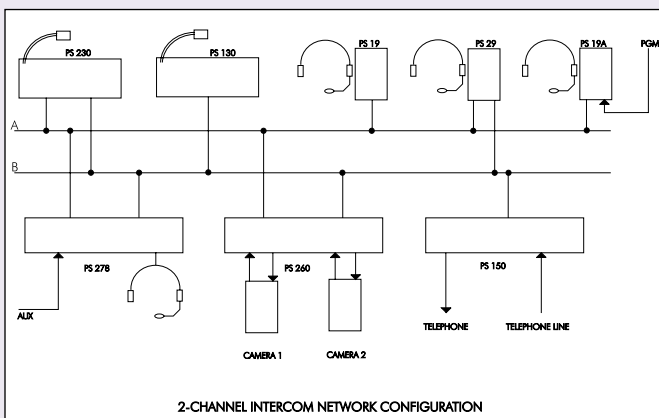 PS 230
PS 130
PS 19
PS 29
PS 19A
PGM
A
B
PS 278
PS 260
PS 150
AUX
TELEPHONE
TELEPHONE LINE
CAMERA 1
CAMERA 2
2-CHANNEL INTERCOM NETWORK CONFIGURATION